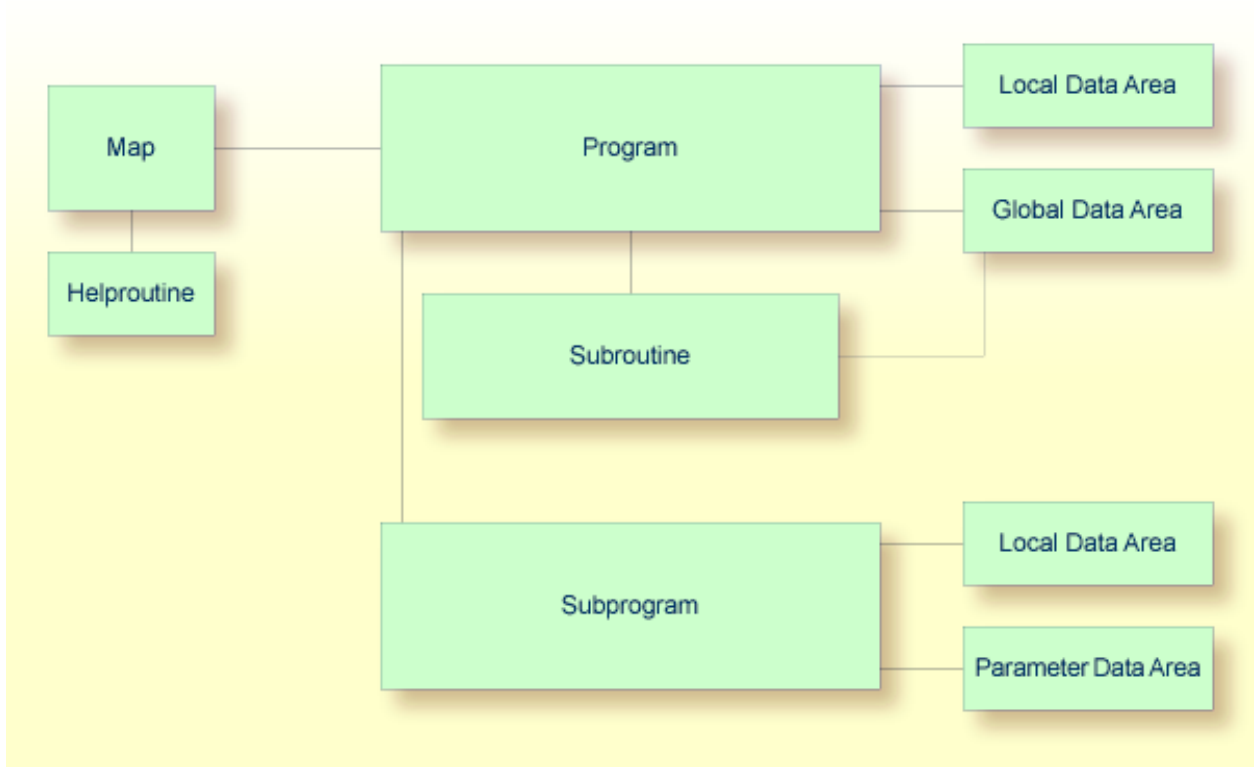 Local Data Area
Map
Program
Global Data Area
Helproutine
Subroutine
Local Data Area
Subprogram
Parameter Data Area